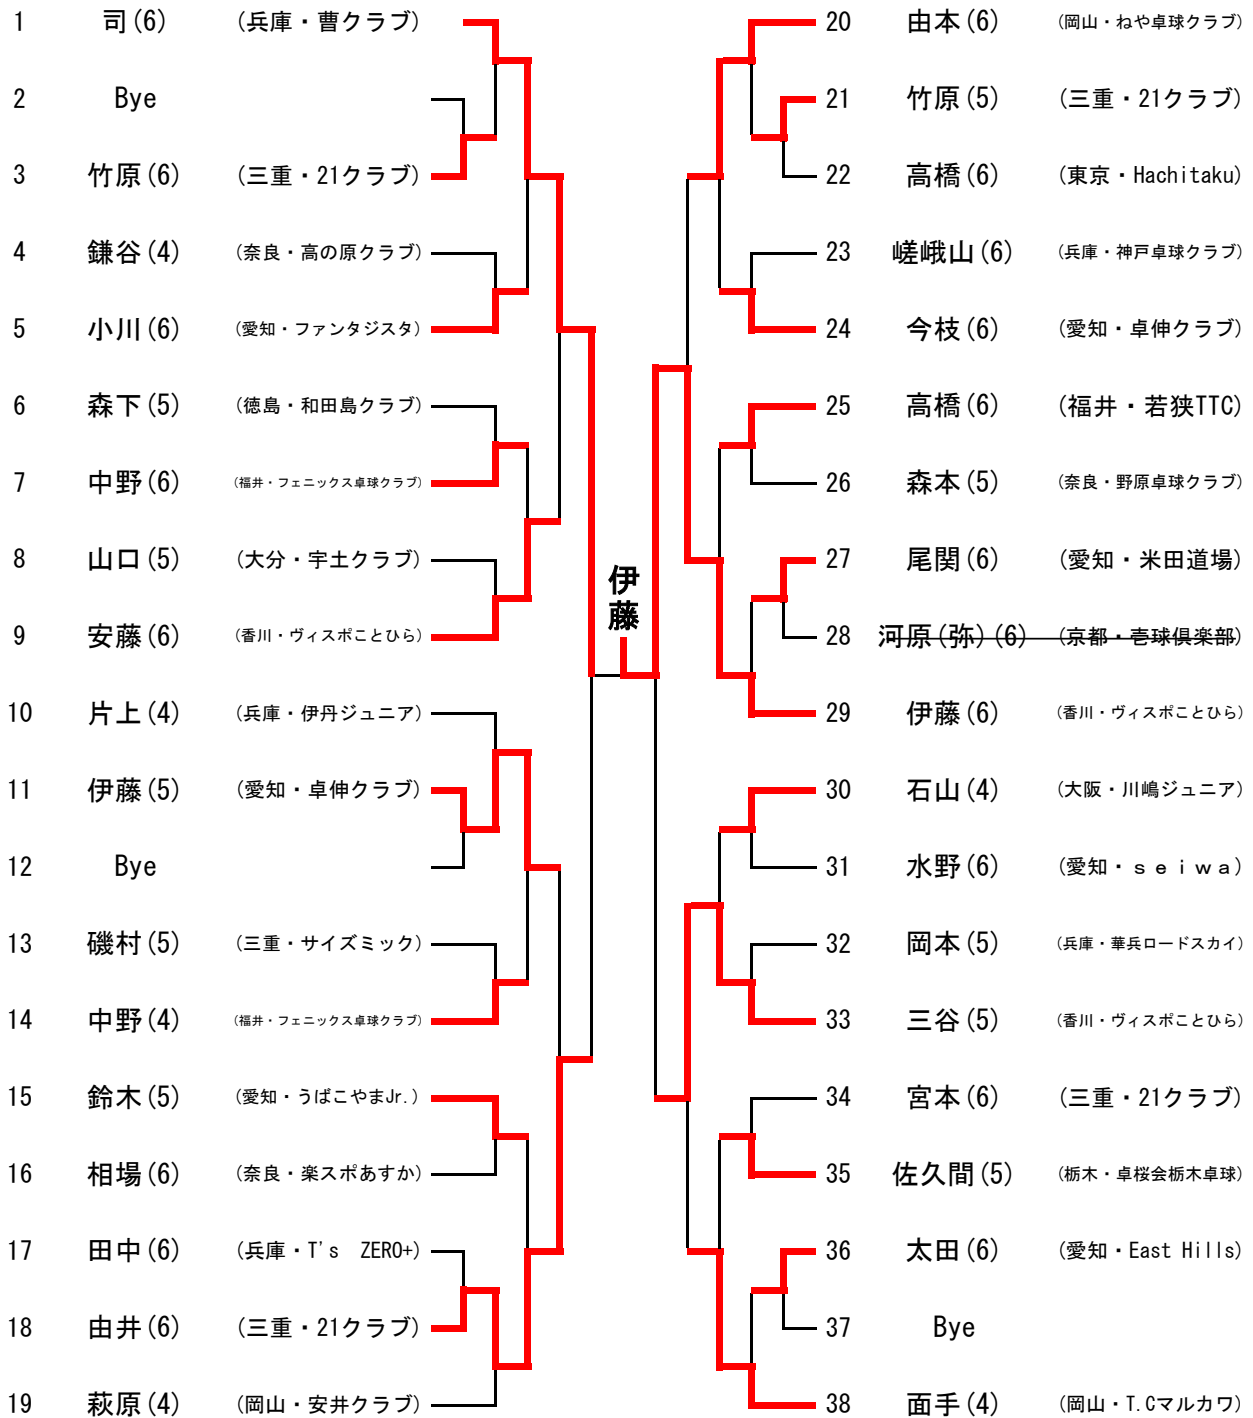 1 司(6) (兵庫・曹クラブ)
2 Bye
3 竹原(6) (三重・21クラブ)
4 鎌谷(4) (奈良・高の原クラブ)
5 小川(6) (愛知・ファンタジスタ)
6 森下(5) (徳島・和田島クラブ)
7 中野(6) (福井・フェニックス卓球クラブ)
8 山口(5) (大分・宇土クラブ)
9 安藤(6) (香川・ヴィスポことひら)
10 片上(4) (兵庫・伊丹ジュニア)
11 伊藤(5) (愛知・卓伸クラブ)
12 Bye
13 磯村(5) (三重・サイズミック)
14 中野(4) (福井・フェニックス卓球クラブ)
15 鈴木(5) (愛知・うばこやまJr.)
16 相場(6) (奈良・楽スポあすか)
17 田中(6) (兵庫・T's ZERO+)
18 由井(6) (三重・21クラブ)
19 萩原(4) (岡山・安井クラブ)
伊藤
20 由本(6) (岡山・ねや卓球クラブ)
21 竹原(5) (三重・21クラブ)
22 高橋(6) (東京・Hachitaku)
23 嵯峨山(6) (兵庫・神戸卓球クラブ)
24 今枝(6) (愛知・卓伸クラブ)
25 高橋(6) (福井・若狭TTC)
26 森本(5) (奈良・野原卓球クラブ)
27 尾関(6) (愛知・米田道場)
28 河原(弥)(6) (京都・壱球倶楽部)
29 伊藤(6) (香川・ヴィスポことひら)
30 石山(4) (大阪・川嶋ジュニア)
31 水野(6) (愛知・ｓｅｉｗａ)
32 岡本(5) (兵庫・華兵ロードスカイ)
33 三谷(5) (香川・ヴィスポことひら)
34 宮本(6) (三重・21クラブ)
35 佐久間(5) (栃木・卓桜会栃木卓球)
36 太田(6) (愛知・East Hills)
37 Bye
38 面手(4) (岡山・T.Cマルカワ)